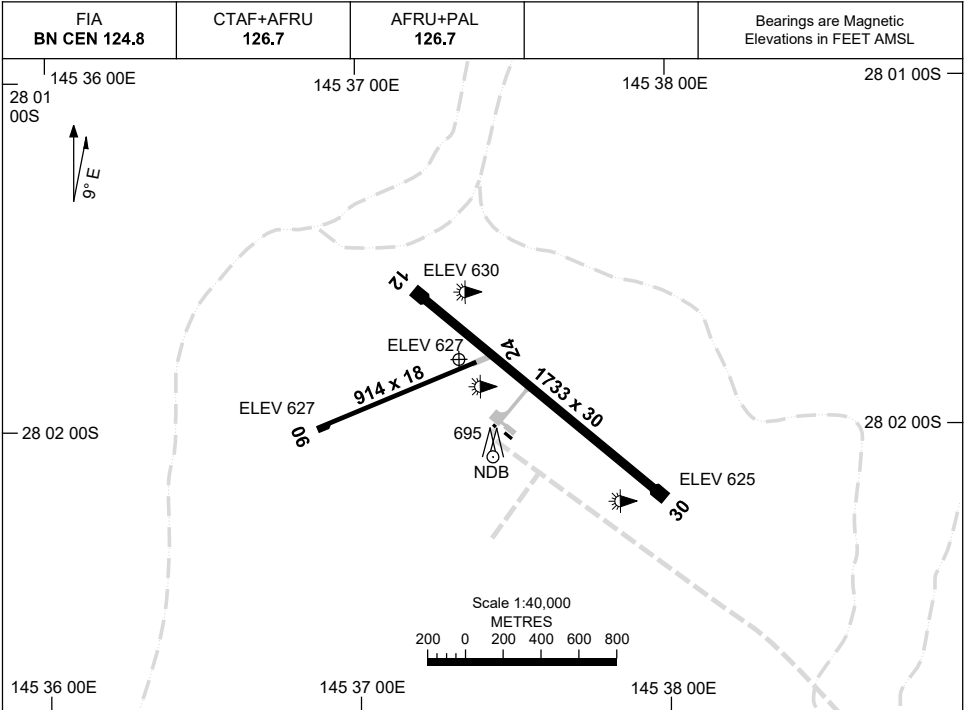 FIA
BN CEN 124.8
CTAF+AFRU
126.7
AFRU+PAL
126.7
Bearings are Magnetic
Elevations in FEET AMSL
145 36 00E
145 37 00E
145 38 00E
28 01 00S
28 01
00S
9° E
12
ELEV 630
ELEV 627
24
914 x 18
1733 x 30
ELEV 627
06
28 02 00S
695
28 02 00S
NDB
ELEV 625
30
Scale 1:40,000
METRES
200 0 200 400 600 800
145 36 00E
145 37 00E
145 38 00E